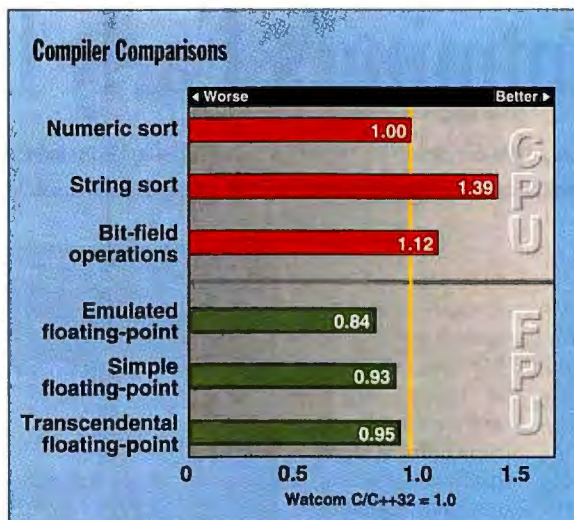 Compiler Comparisons
◄ Worse Better ►
Numeric sort 1.00
String sort 1.39
Bit-field
operations 1.12
CPU
Emulated
floating-point 0.84
Simple
floating-point 0.93
Transcendental
floating-point 0.95
FPU
0 0.5 1.0 1.5
Watcom C/C++32 = 1.0